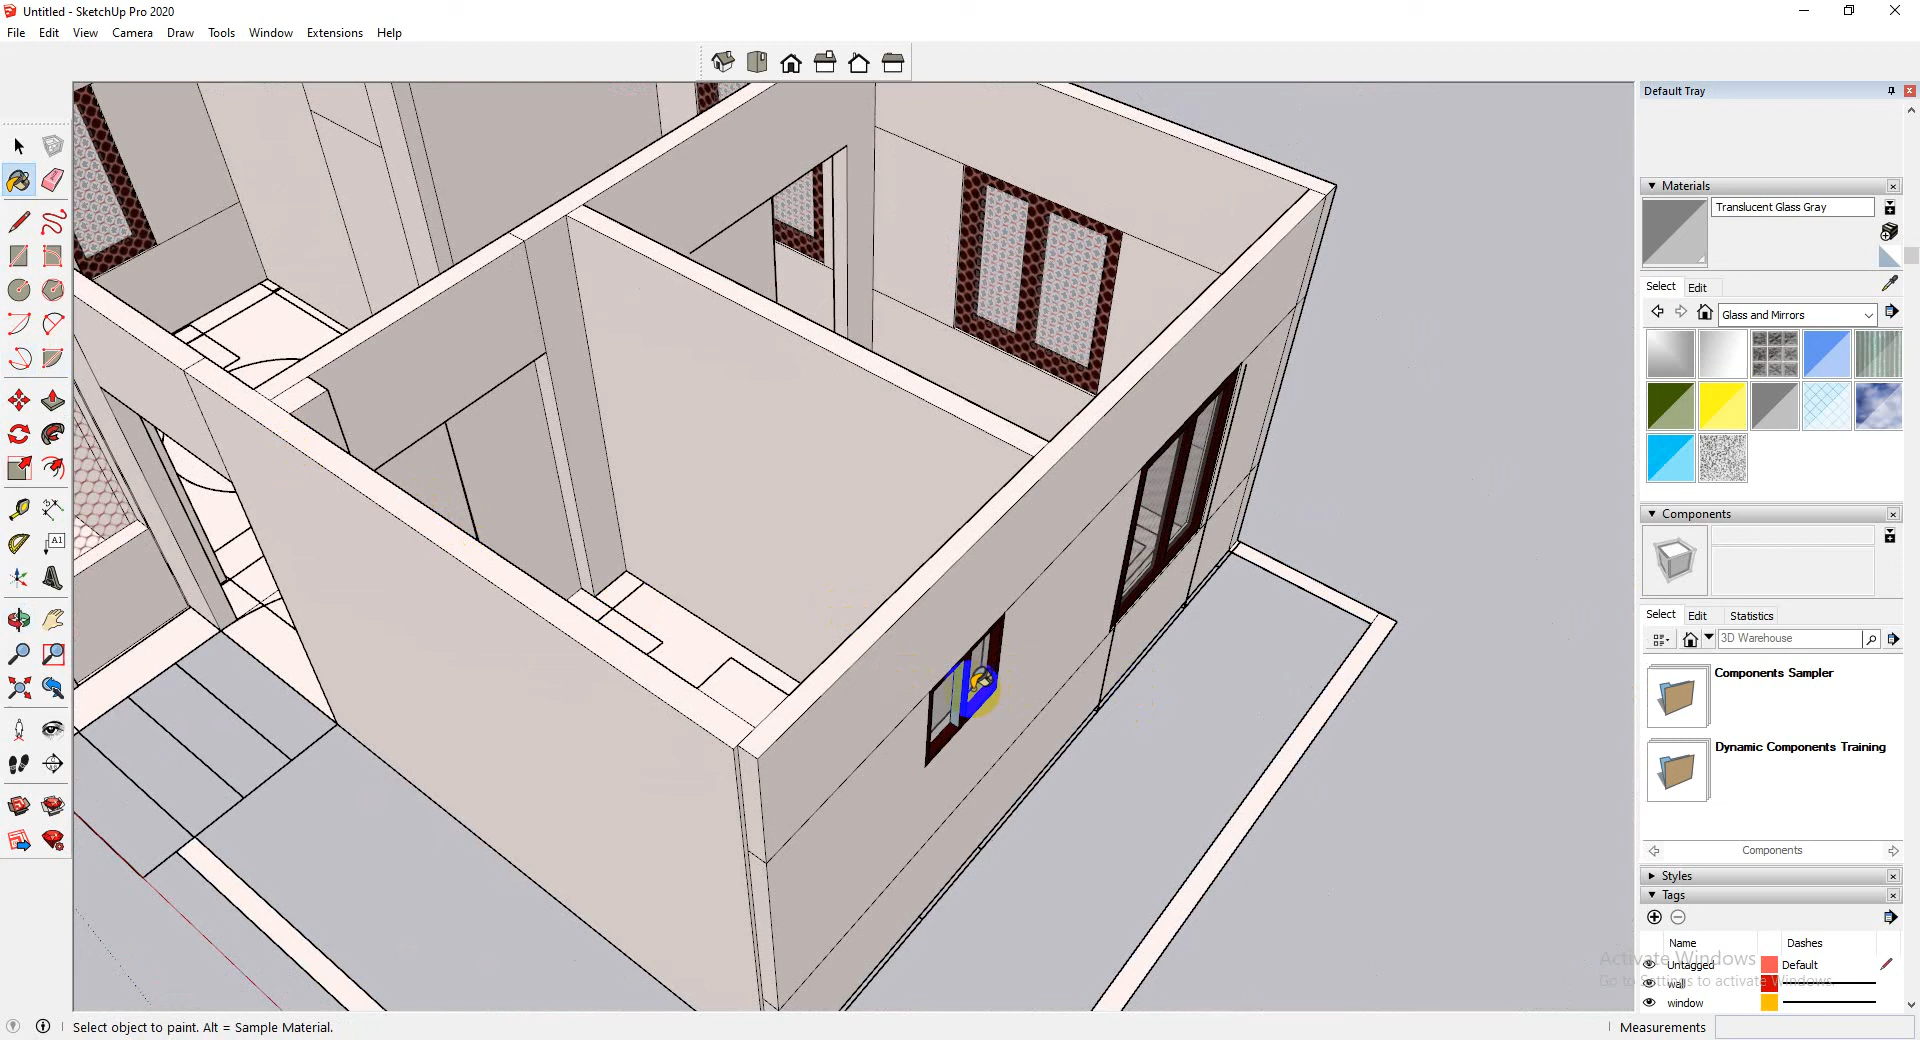 Untitled - SketchUp Pro 2020
File Edit View Camera Draw Tools Window Extensions Help
Default Tray
Materials
Translucent Glass Gray
Select Edit
Glass and Mirrors
Components
Select Edit Statistics
3D Warehouse
Components Sampler
Dynamic Components Training
Components
Styles
Tags
Name Dashes
Activate Windows
Untagged Default
Go to Settings to activate Windows.
wall
window
A1
Select object to paint. Alt = Sample Material.
Measurements